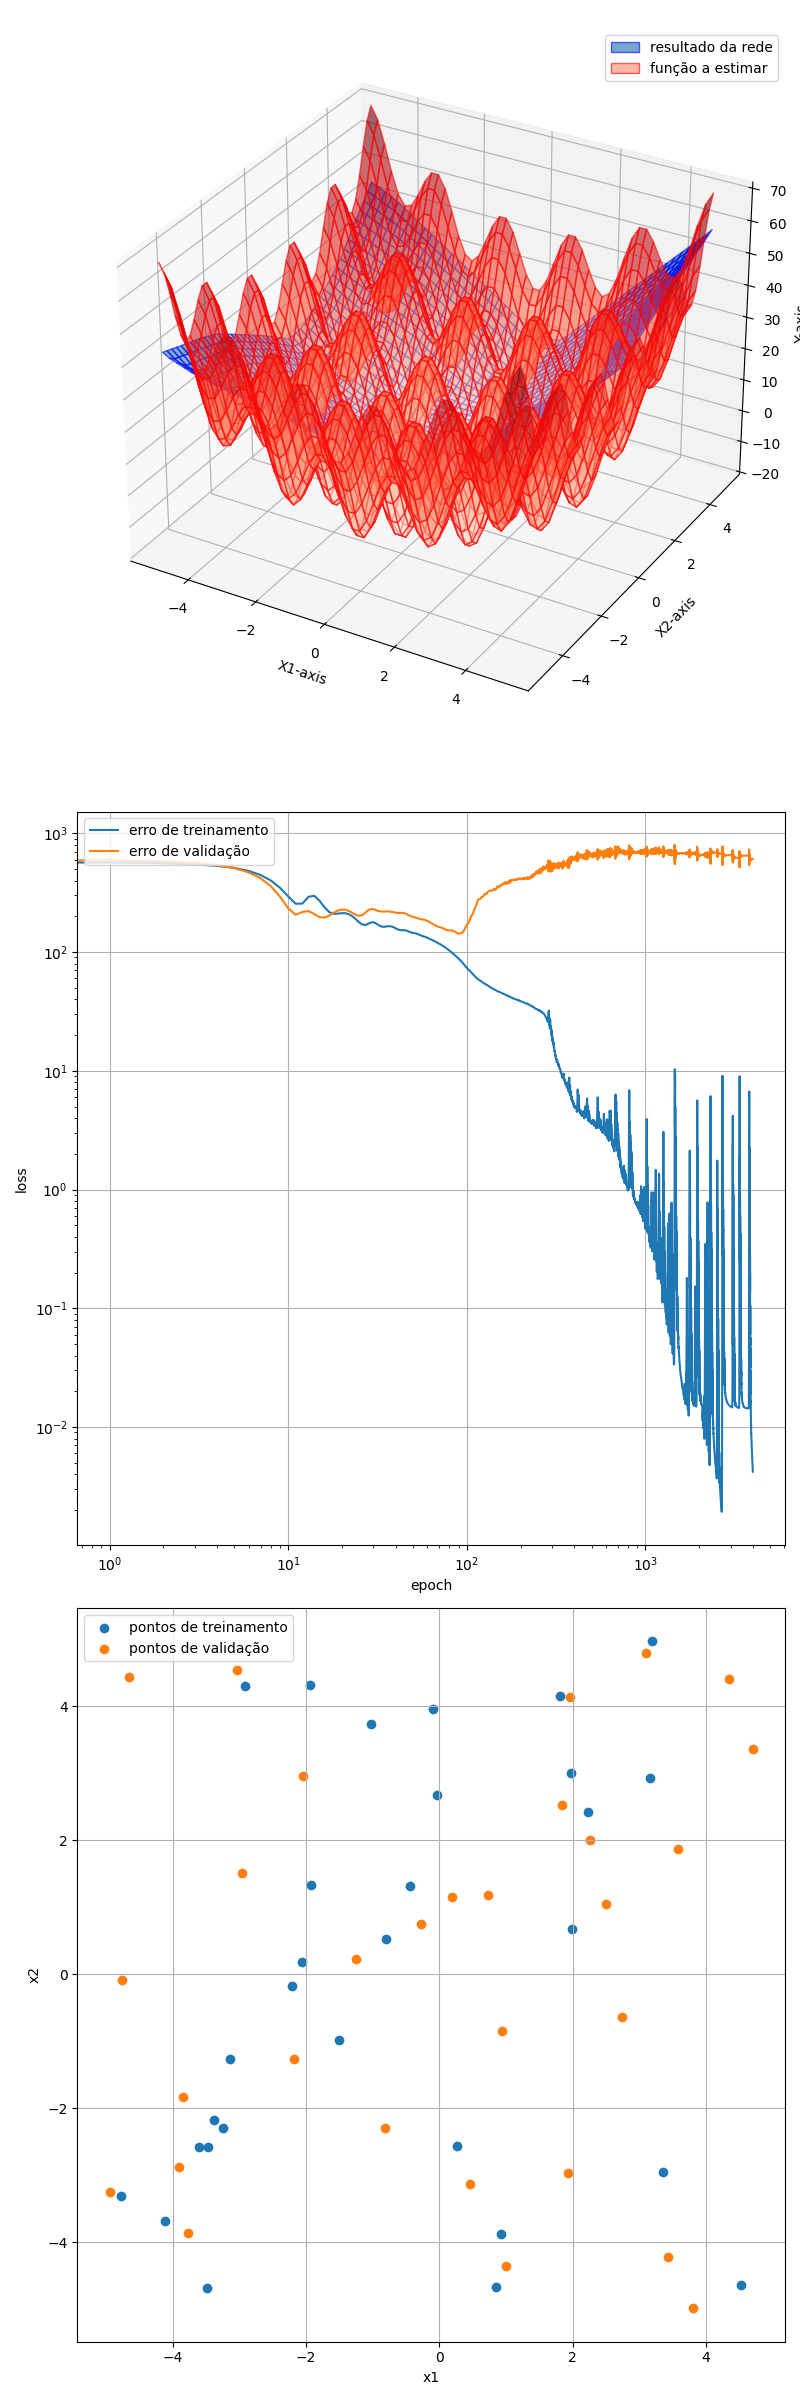 resultado da rede
função a estimar
70
60
50
40
30
20
10
0
−10
−20
−4
−2
0
2
4
X1-axis
−4
−2
0
2
4
X2-axis
erro de treinamento
erro de validação
10³
10²
10¹
10⁰
10⁻¹
10⁻²
loss
10⁰ 10¹ 10² 10³
epoch
pontos de treinamento
pontos de validação
4
2
0
−2
−4
x2
−4 −2 0 2 4
x1